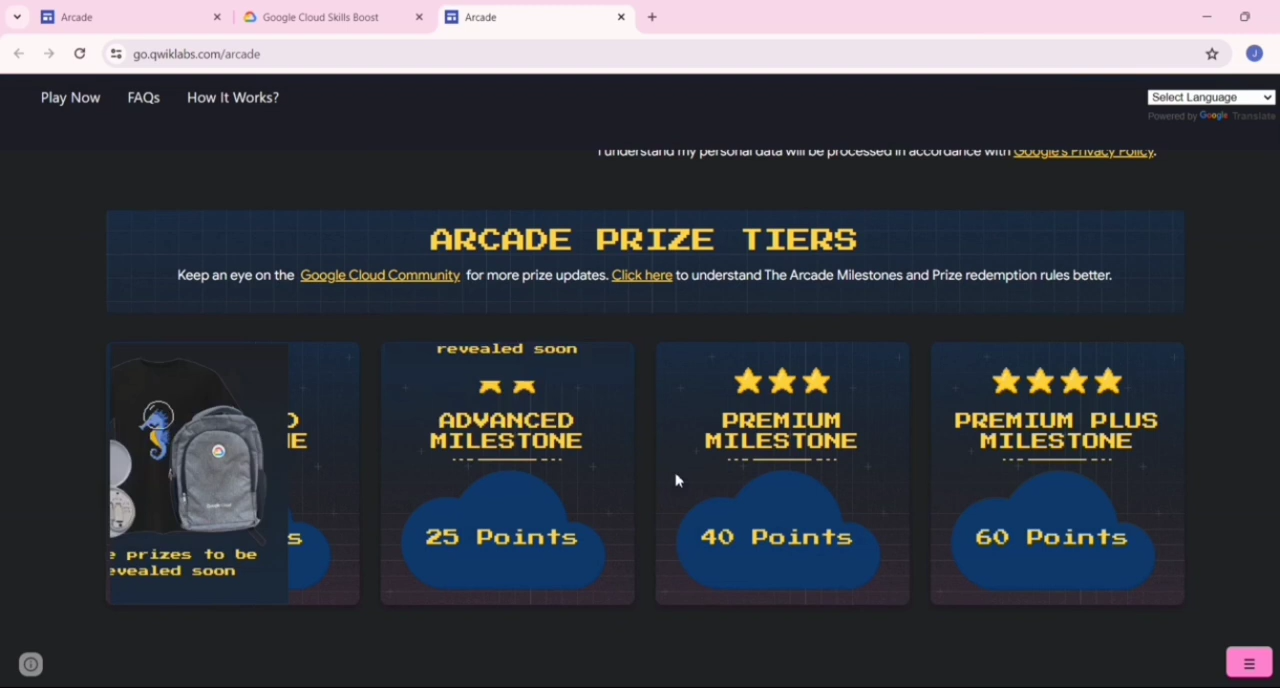 Arcade
Google Cloud Skills Boost
Arcade
go.qwiklabs.com/arcade
J
Play Now
FAQs
How It Works?
Select Language
Powered by Google Translate
I understand my personal data will be processed in accordance with Google's Privacy Policy.
ARCADE PRIZE TIERS
Keep an eye on the Google Cloud Community for more prize updates. Click here to understand The Arcade Milestones and Prize redemption rules better.
prizes to be
revealed soon
revealed soon
ADVANCED
MILESTONE
25 Points
PREMIUM
MILESTONE
40 Points
PREMIUM PLUS
MILESTONE
60 Points